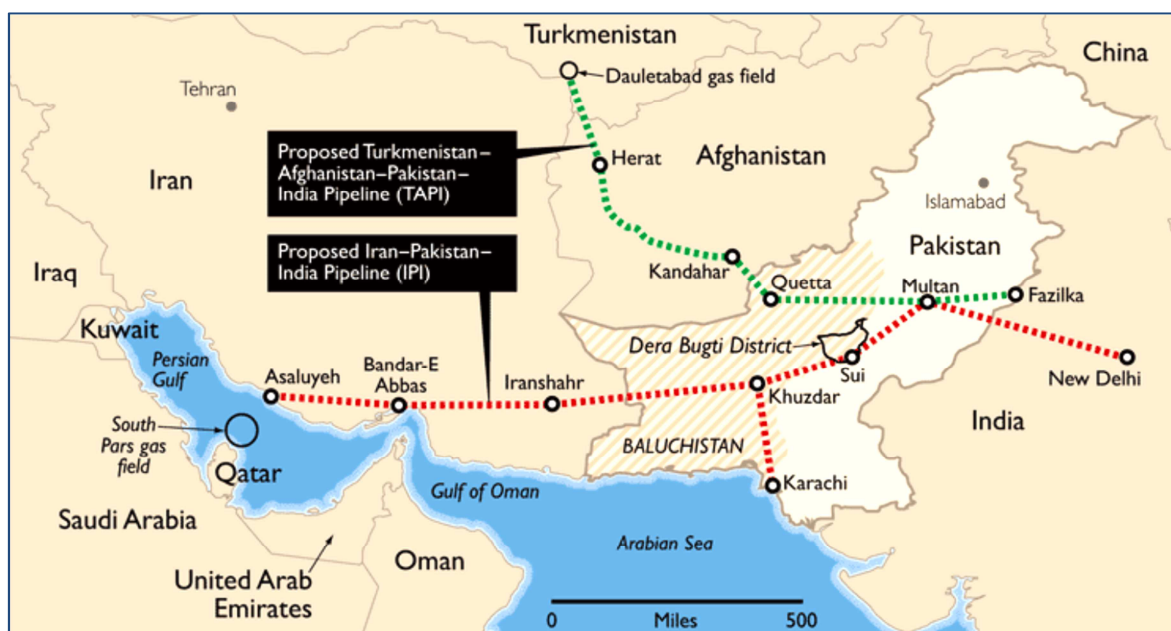 Turkmenistan
China
Dauletabad gas field
Tehran
Proposed Turkmenistan–
Afghanistan–Pakistan–
India Pipeline (TAPI)
Herat
Afghanistan
Iran
Islamabad
Pakistan
Proposed Iran–Pakistan–
India Pipeline (IPI)
Iraq
Kandahar
Quetta
Multan
Fazilka
Kuwait
Persian
Gulf
Dera Bugti District
Sui
New Delhi
Asaluyeh
Bandar-E
Abbas
Iranshahr
Khuzdar
India
South
Pars gas
field
BALUCHISTAN
Qatar
Karachi
Gulf of Oman
Saudi Arabia
Arabian Sea
Oman
United Arab
Emirates
0 Miles 500